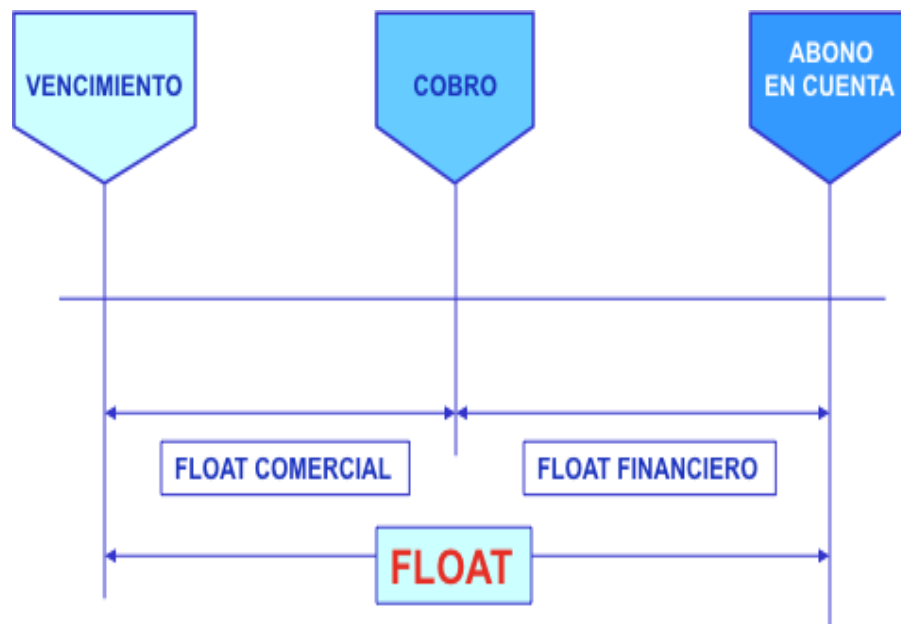 VENCIMIENTO
COBRO
ABONO
EN CUENTA
FLOAT COMERCIAL
FLOAT FINANCIERO
FLOAT